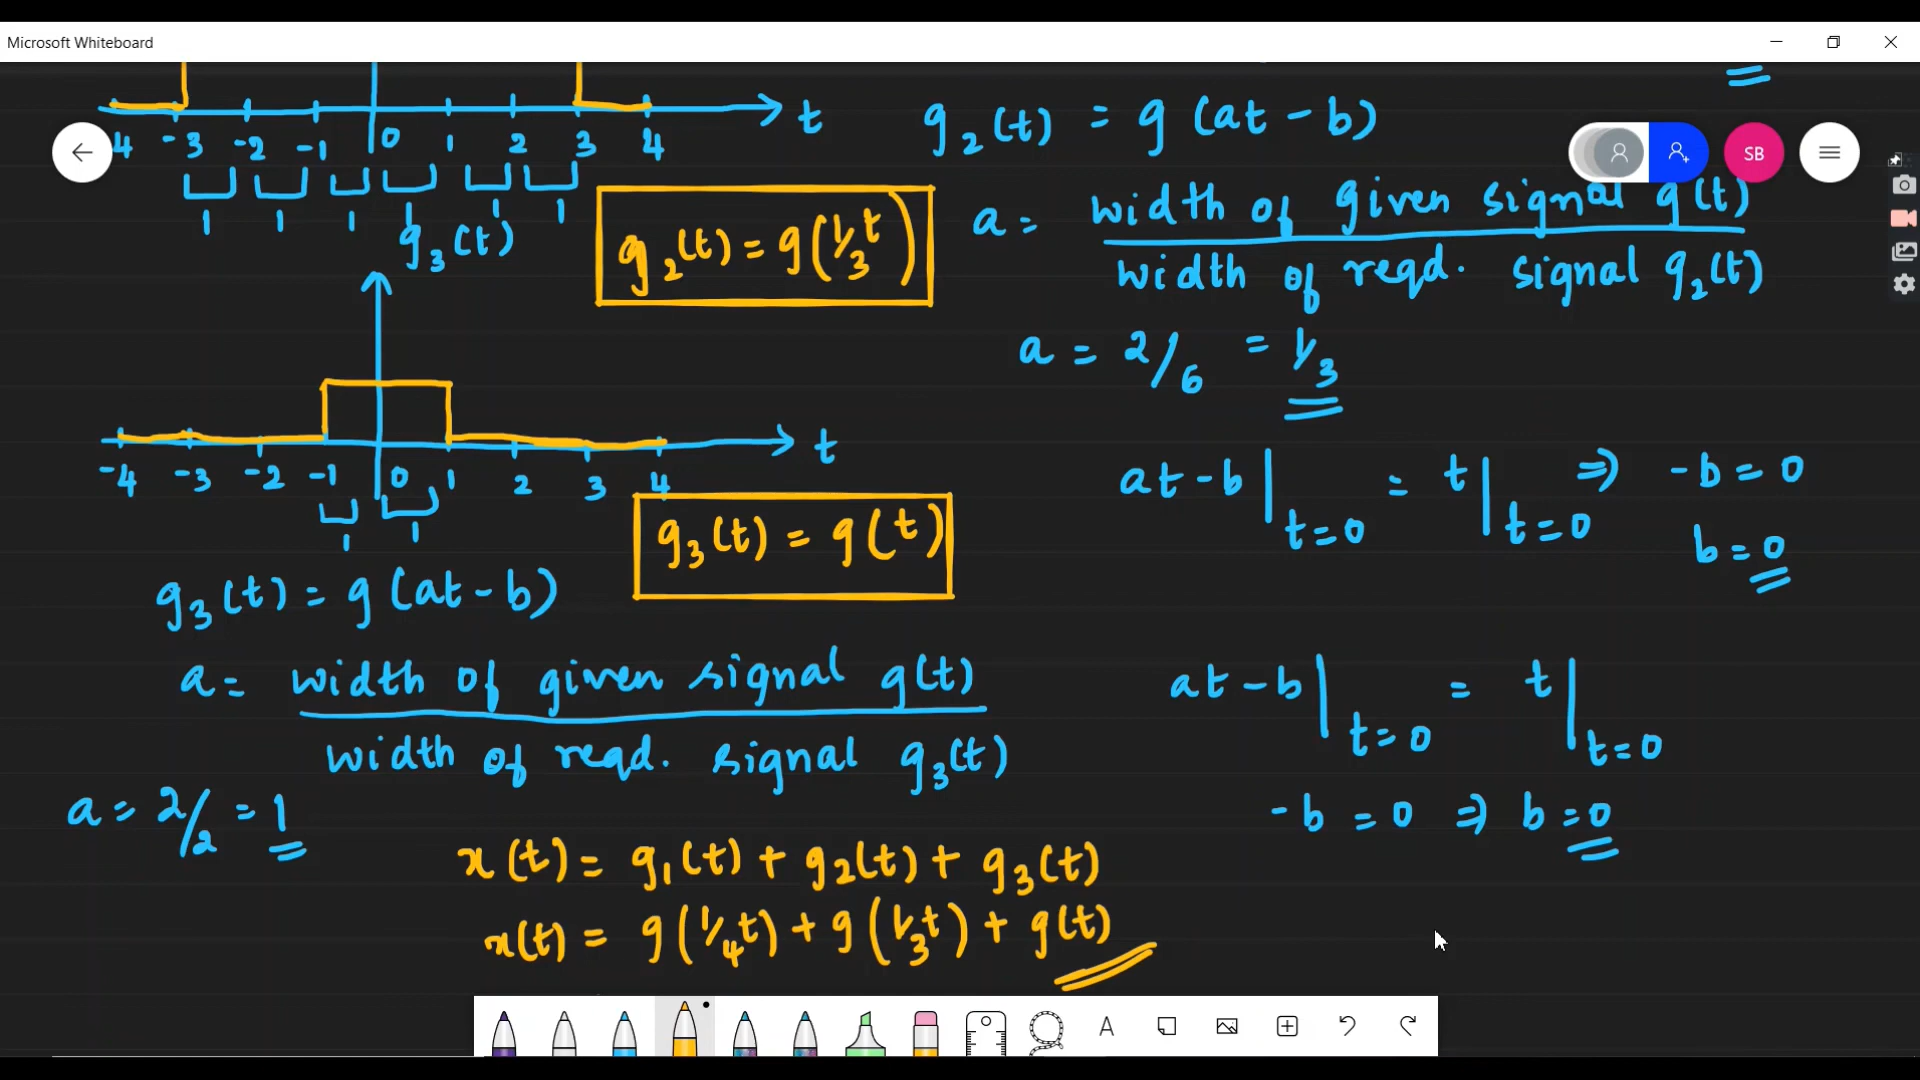 Microsoft Whiteboard
-4 -3 -2 -1 0 1 2 3 4 t
1 1 1 1 1 1
g₂(t) = g(at - b)
SB
a = width of given signal g(t)
width of reqd. signal g₂(t)
g₂(t) = g(1/3 t)
a = 2/6 = 1/3
at - b | t=0 = t | t=0 ⇒ -b = 0
b = 0
g₃(t)
-4 -3 -2 -1 0 1 2 3 4 t
1 1
g₃(t) = g(t)
g₃(t) = g(at - b)
a = width of given signal g(t)
width of reqd. signal g₃(t)
a = 2/2 = 1
at - b | t=0 = t | t=0
-b = 0 ⇒ b = 0
x(t) = g₁(t) + g₂(t) + g₃(t)
x(t) = g(1/4 t) + g(1/3 t) + g(t)
A